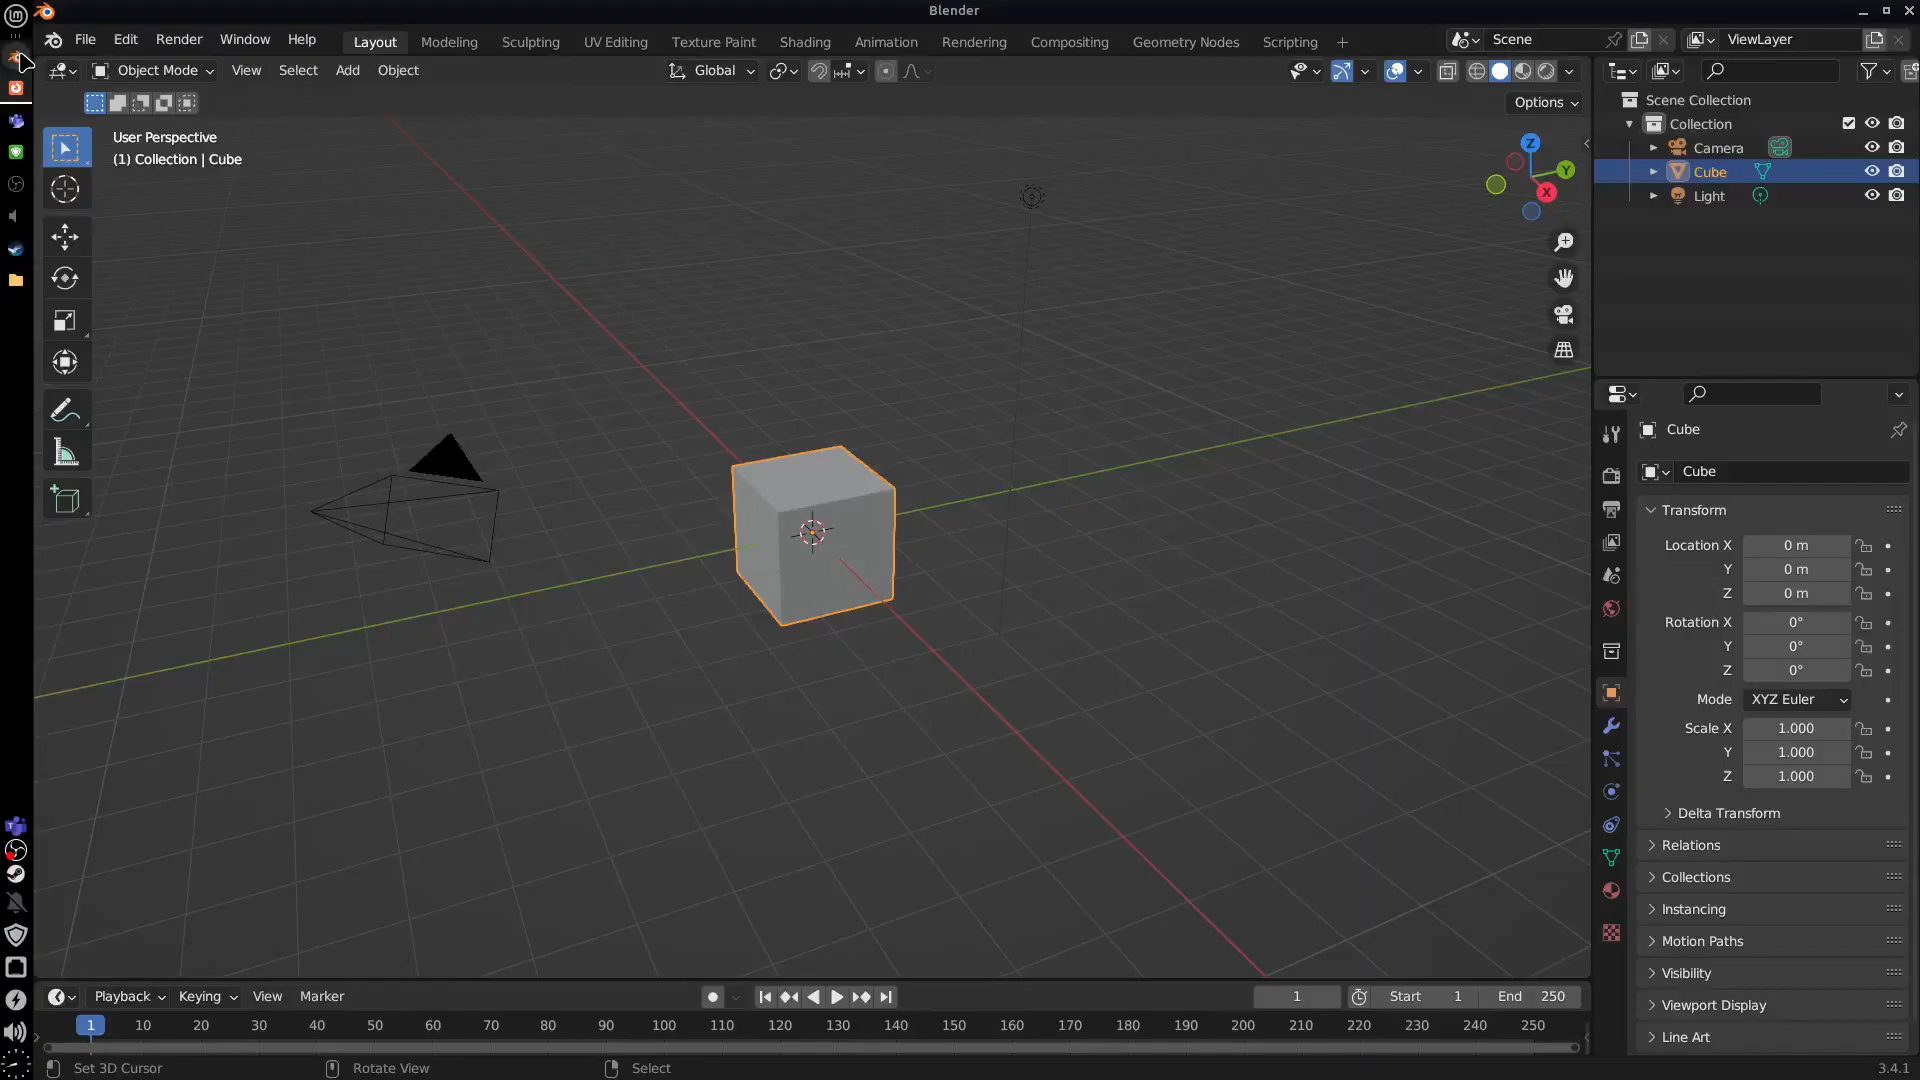 Blender
File Edit Render Window Help Layout Modeling Sculpting UV Editing Texture Paint Shading Animation Rendering Compositing Geometry Nodes Scripting Scene ViewLayer
Object Mode View Select Add Object Global
Options
User Perspective
(1) Collection | Cube
Z
Y
X
Scene Collection
Collection
Camera
Cube
Light
Cube
Cube
Transform
Location X 0 m
Y 0 m
Z 0 m
Rotation X 0°
Y 0°
Z 0°
Mode XYZ Euler
Scale X 1.000
Y 1.000
Z 1.000
Delta Transform
Relations
Collections
Instancing
Motion Paths
Visibility
Viewport Display
Line Art
Playback Keying View Marker 1 Start 1 End 250
1 10 20 30 40 50 60 70 80 90 100 110 120 130 140 150 160 170 180 190 200 210 220 230 240 250
Set 3D Cursor Rotate View Select 3.4.1